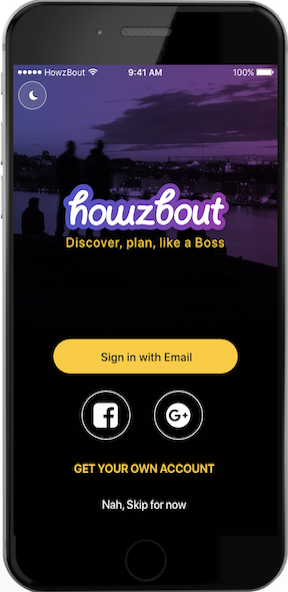 HowzBout 9:41 AM 100%
howzbout
Discover, plan, like a Boss
Sign in with Email
f G+
GET YOUR OWN ACCOUNT
Nah, Skip for now